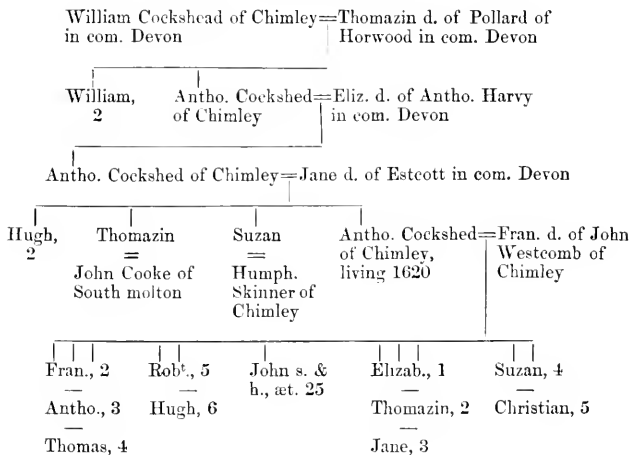 William Cockshead of Chimley=Thomazin d. of Pollard of
in com. Devon Horwood in com. Devon
William, Antho. Cockshed=Eliz. d. of Antho. Harvy
2 of Chimley in com. Devon
Antho. Cockshed of Chimley=Jane d. of Estcott in com. Devon
Hugh, Thomazin Suzan Antho. Cockshed=Fran. d. of John
2 = = of Chimley, Westcomb of
John Cooke of Humph. living 1620 Chimley
South molton Skinner of
Chimley
Fran., 2 Robt., 5 John s. & Elizab., 1 Suzan, 4
— — h., æt. 25 — —
Antho., 3 Hugh, 6 Thomazin, 2 Christian, 5
— —
Thomas, 4 Jane, 3